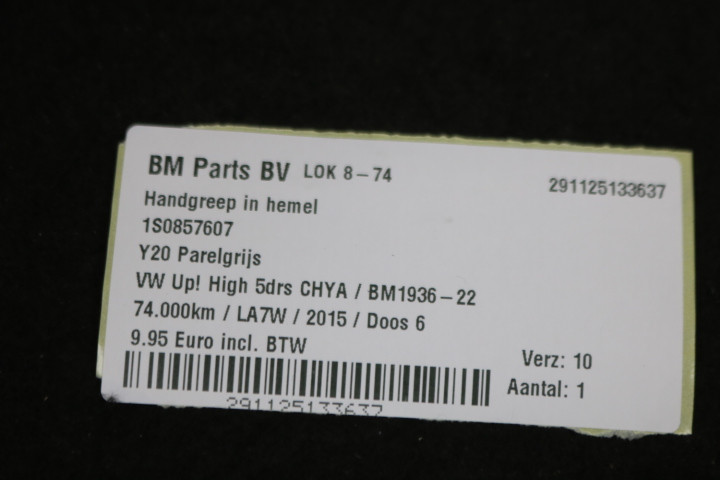 BM Parts BV LOK 8-74
291125133637
Handgreep in hemel
1S0857607
Y20 Parelgrijs
VW Up! High 5drs CHYA / BM1936-22
74.000km / LA7W / 2015 / Doos 6
9.95 Euro incl. BTW
Verz: 10
Aantal: 1
291125133637